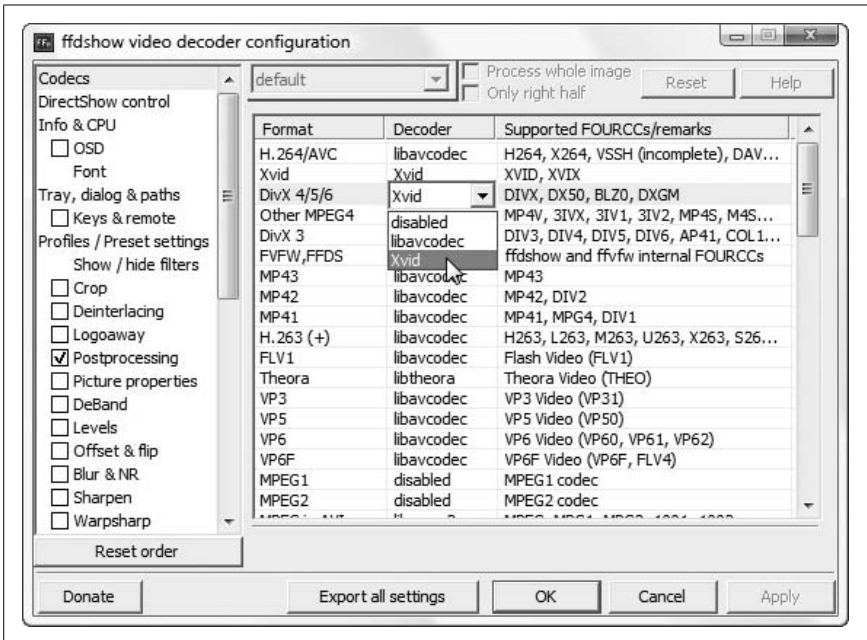 ffdshow video decoder configuration
Codecs
DirectShow control
Info & CPU
OSD
Font
Tray, dialog & paths
Keys & remote
Profiles / Preset settings
Show / hide filters
Crop
Deinterlacing
Logoaway
Postprocessing
Picture properties
DeBand
Levels
Offset & flip
Blur & NR
Sharpen
Warpsharp
Reset order
default
Process whole image
Only right half
Reset
Help
Format Decoder Supported FOURCCs/remarks
H.264/AVC libavcodec H264, X264, VSSH (incomplete), DAV...
Xvid Xvid XVID, XVIX
DivX 4/5/6 Xvid DIVX, DX50, BLZ0, DXGM
Other MPEG4 disabled MP4V, 3IVX, 3IV1, 3IV2, MP4S, M4S...
DivX 3 libavcodec DIV3, DIV4, DIV5, DIV6, AP41, COL1...
FVFW,FFDS Xvid ffdshow and ffvfw internal FOURCCs
MP43 libavcodec MP43
MP42 libavcodec MP42, DIV2
MP41 libavcodec MP41, MPG4, DIV1
H.263 (+) libavcodec H263, L263, M263, U263, X263, S26...
FLV1 libavcodec Flash Video (FLV1)
Theora libtheora Theora Video (THEO)
VP3 libavcodec VP3 Video (VP31)
VP5 libavcodec VP5 Video (VP50)
VP6 libavcodec VP6 Video (VP60, VP61, VP62)
VP6F libavcodec VP6F Video (VP6F, FLV4)
MPEG1 disabled MPEG1 codec
MPEG2 disabled MPEG2 codec
Donate
Export all settings
OK
Cancel
Apply